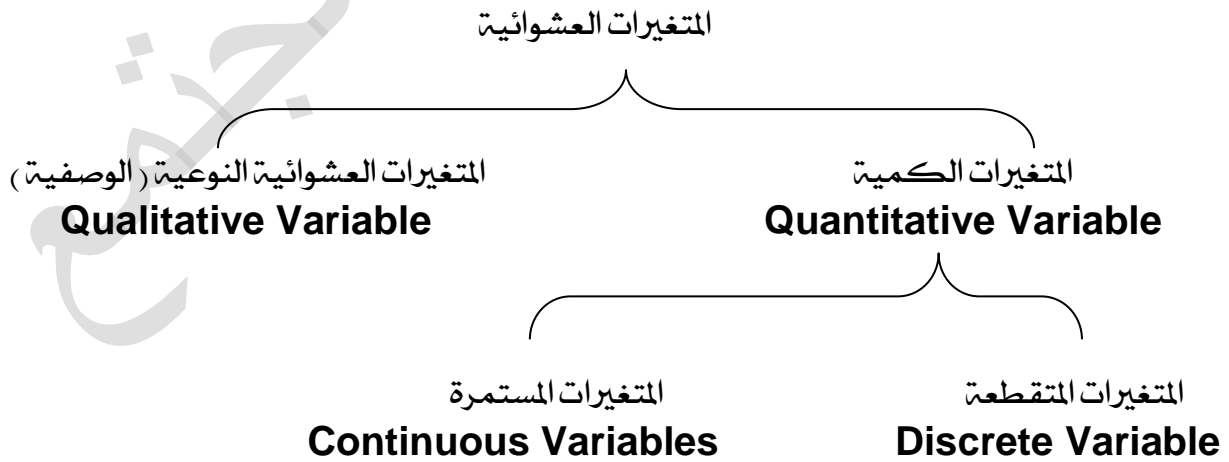 المتغيرات العشوائية
المتغيرات الكمية
Quantitative Variable
المتغيرات العشوائية النوعية ( الوصفية )
Qualitative Variable
المتغيرات المتقطعة
Discrete Variable
المتغيرات المستمرة
Continuous Variables